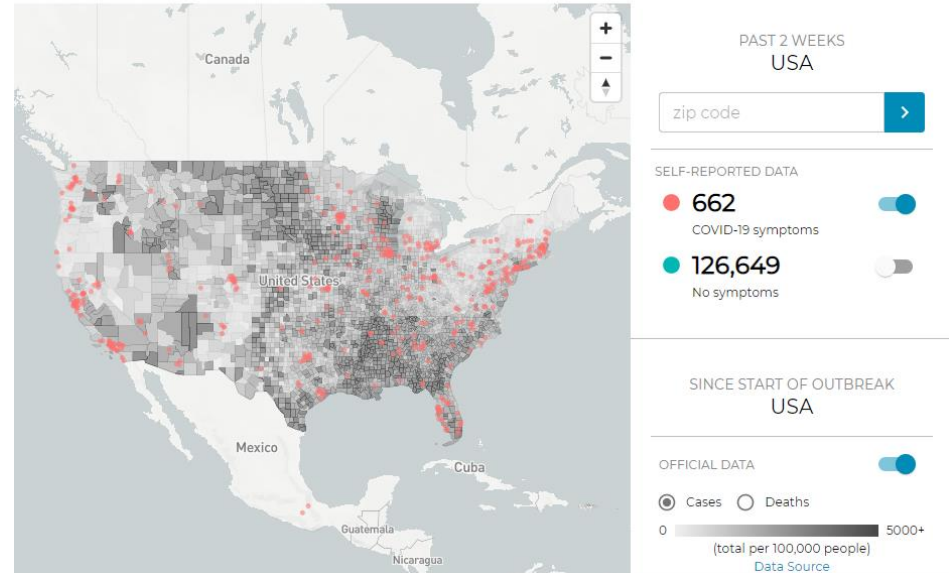 Canada
United States
Mexico
Cuba
Guatemala
Nicaragua
PAST 2 WEEKS
USA
zip code
SELF-REPORTED DATA
662
COVID-19 symptoms
126,649
No symptoms
SINCE START OF OUTBREAK
USA
OFFICIAL DATA
Cases Deaths
0 5000+
(total per 100,000 people)
Data Source